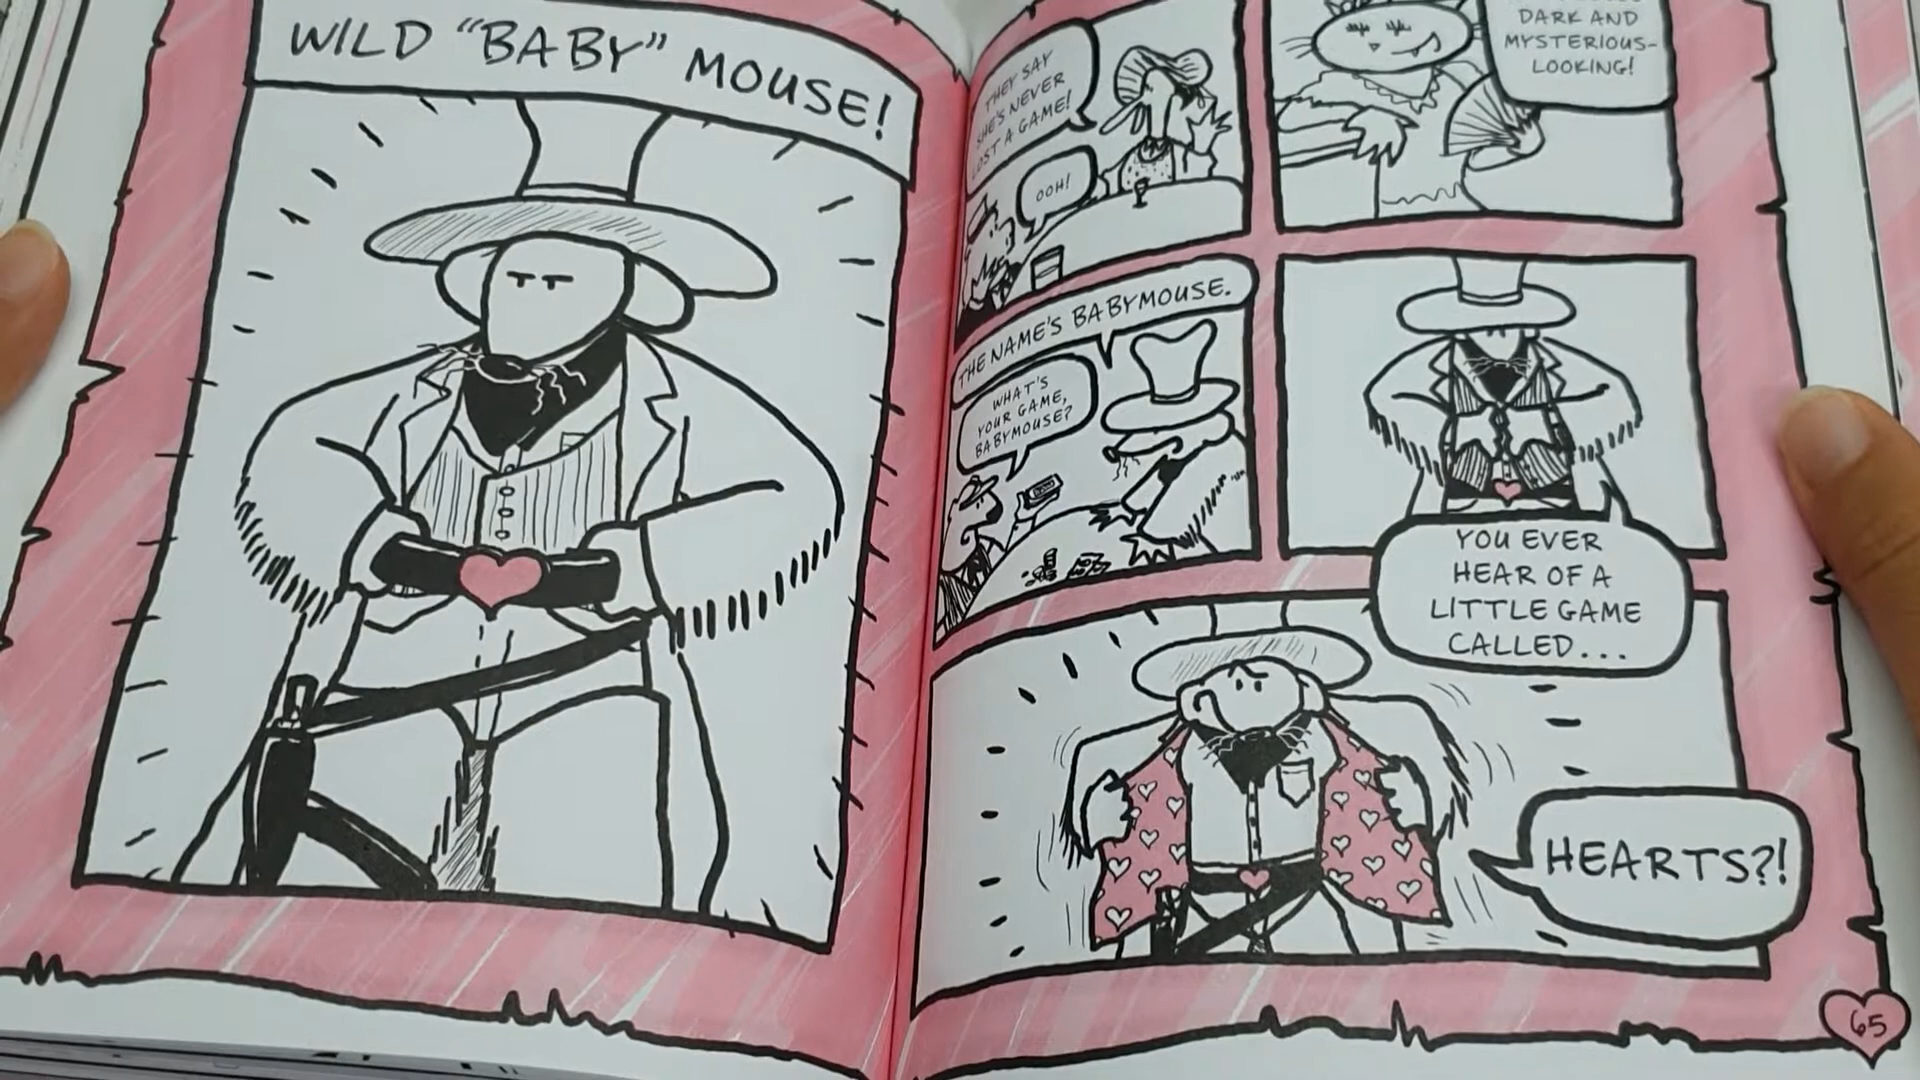 WILD "BABY" MOUSE!
THEY SAY
SHE'S NEVER
LOST A GAME!
OOH!
DARK AND
MYSTERIOUS-
LOOKING!
THE NAME'S BABYMOUSE.
WHAT'S
YOUR GAME,
BABYMOUSE?
YOU EVER
HEAR OF A
LITTLE GAME
CALLED...
HEARTS?!
65